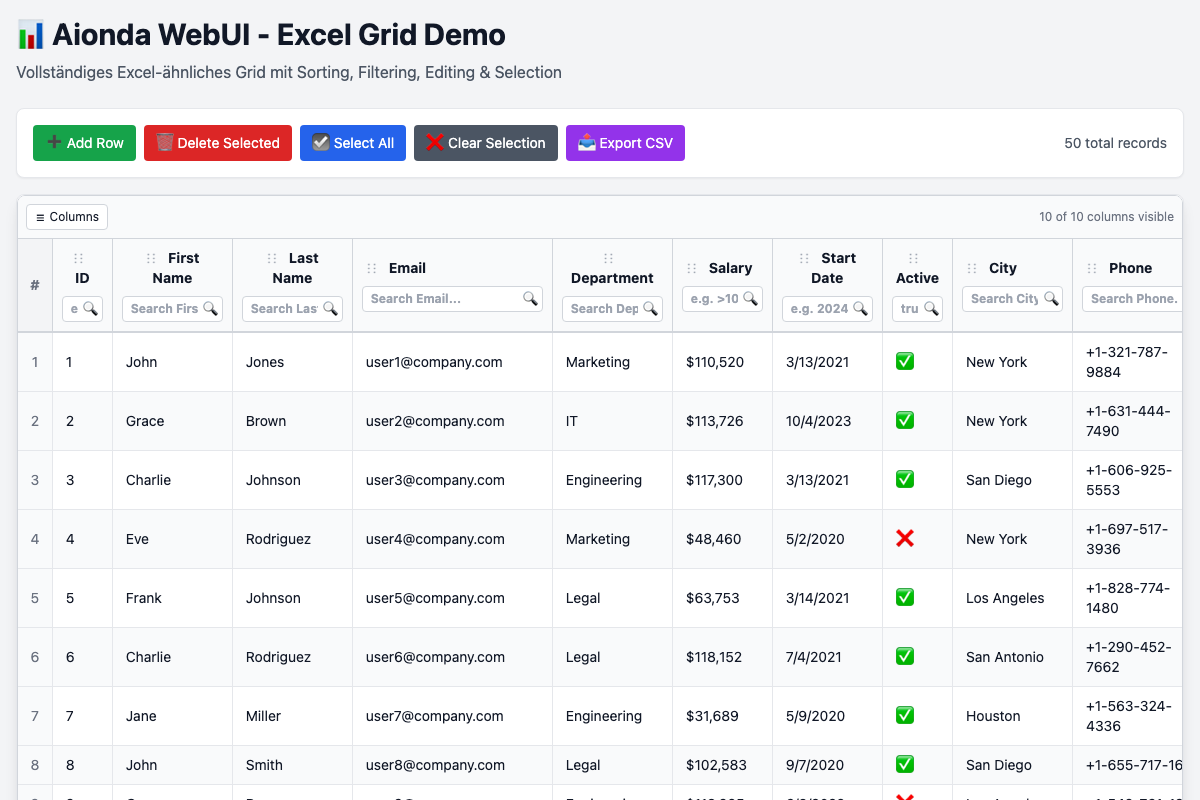 Aionda WebUI - Excel Grid Demo
Vollständiges Excel-ähnliches Grid mit Sorting, Filtering, Editing & Selection
Add Row Delete Selected Select All Clear Selection Export CSV 50 total records
≡ Columns 10 of 10 columns visible
# ID First Name Last Name Email Department Salary Start Date Active City Phone
e Search Firs Search Las Search Email... Search Dep e.g. >10 e.g. 2024 tru Search City Search Phone.
1 1 John Jones user1@company.com Marketing $110,520 3/13/2021 New York +1-321-787-9884
2 2 Grace Brown user2@company.com IT $113,726 10/4/2023 New York +1-631-444-7490
3 3 Charlie Johnson user3@company.com Engineering $117,300 3/13/2021 San Diego +1-606-925-5553
4 4 Eve Rodriguez user4@company.com Marketing $48,460 5/2/2020 New York +1-697-517-3936
5 5 Frank Johnson user5@company.com Legal $63,753 3/14/2021 Los Angeles +1-828-774-1480
6 6 Charlie Rodriguez user6@company.com Legal $118,152 7/4/2021 San Antonio +1-290-452-7662
7 7 Jane Miller user7@company.com Engineering $31,689 5/9/2020 Houston +1-563-324-4336
8 8 John Smith user8@company.com Legal $102,583 9/7/2020 San Diego +1-655-717-16